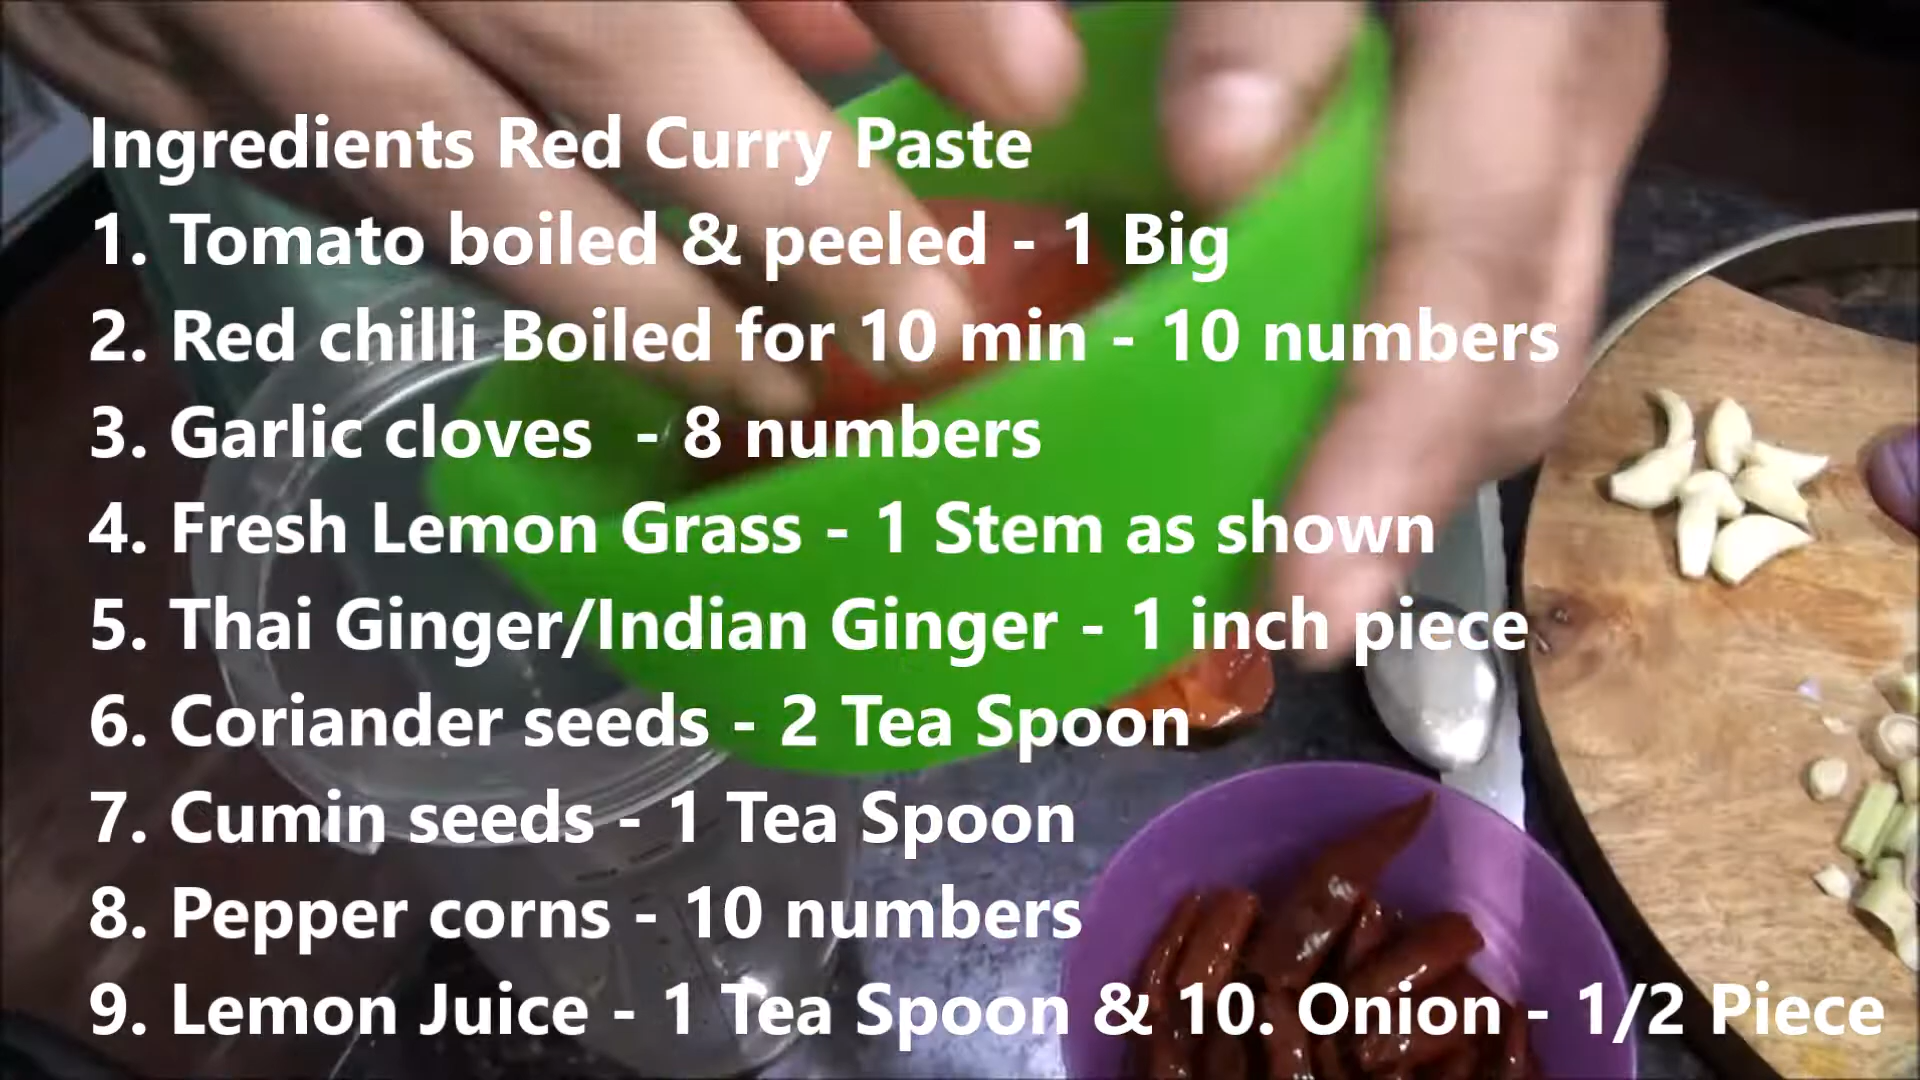 Ingredients Red Curry Paste
1. Tomato boiled & peeled - 1 Big
2. Red chilli Boiled for 10 min - 10 numbers
3. Garlic cloves  - 8 numbers
4. Fresh Lemon Grass - 1 Stem as shown
5. Thai Ginger/Indian Ginger - 1 inch piece
6. Coriander seeds - 2 Tea Spoon
7. Cumin seeds - 1 Tea Spoon
8. Pepper corns - 10 numbers
9. Lemon Juice - 1 Tea Spoon & 10. Onion - 1/2 Piece